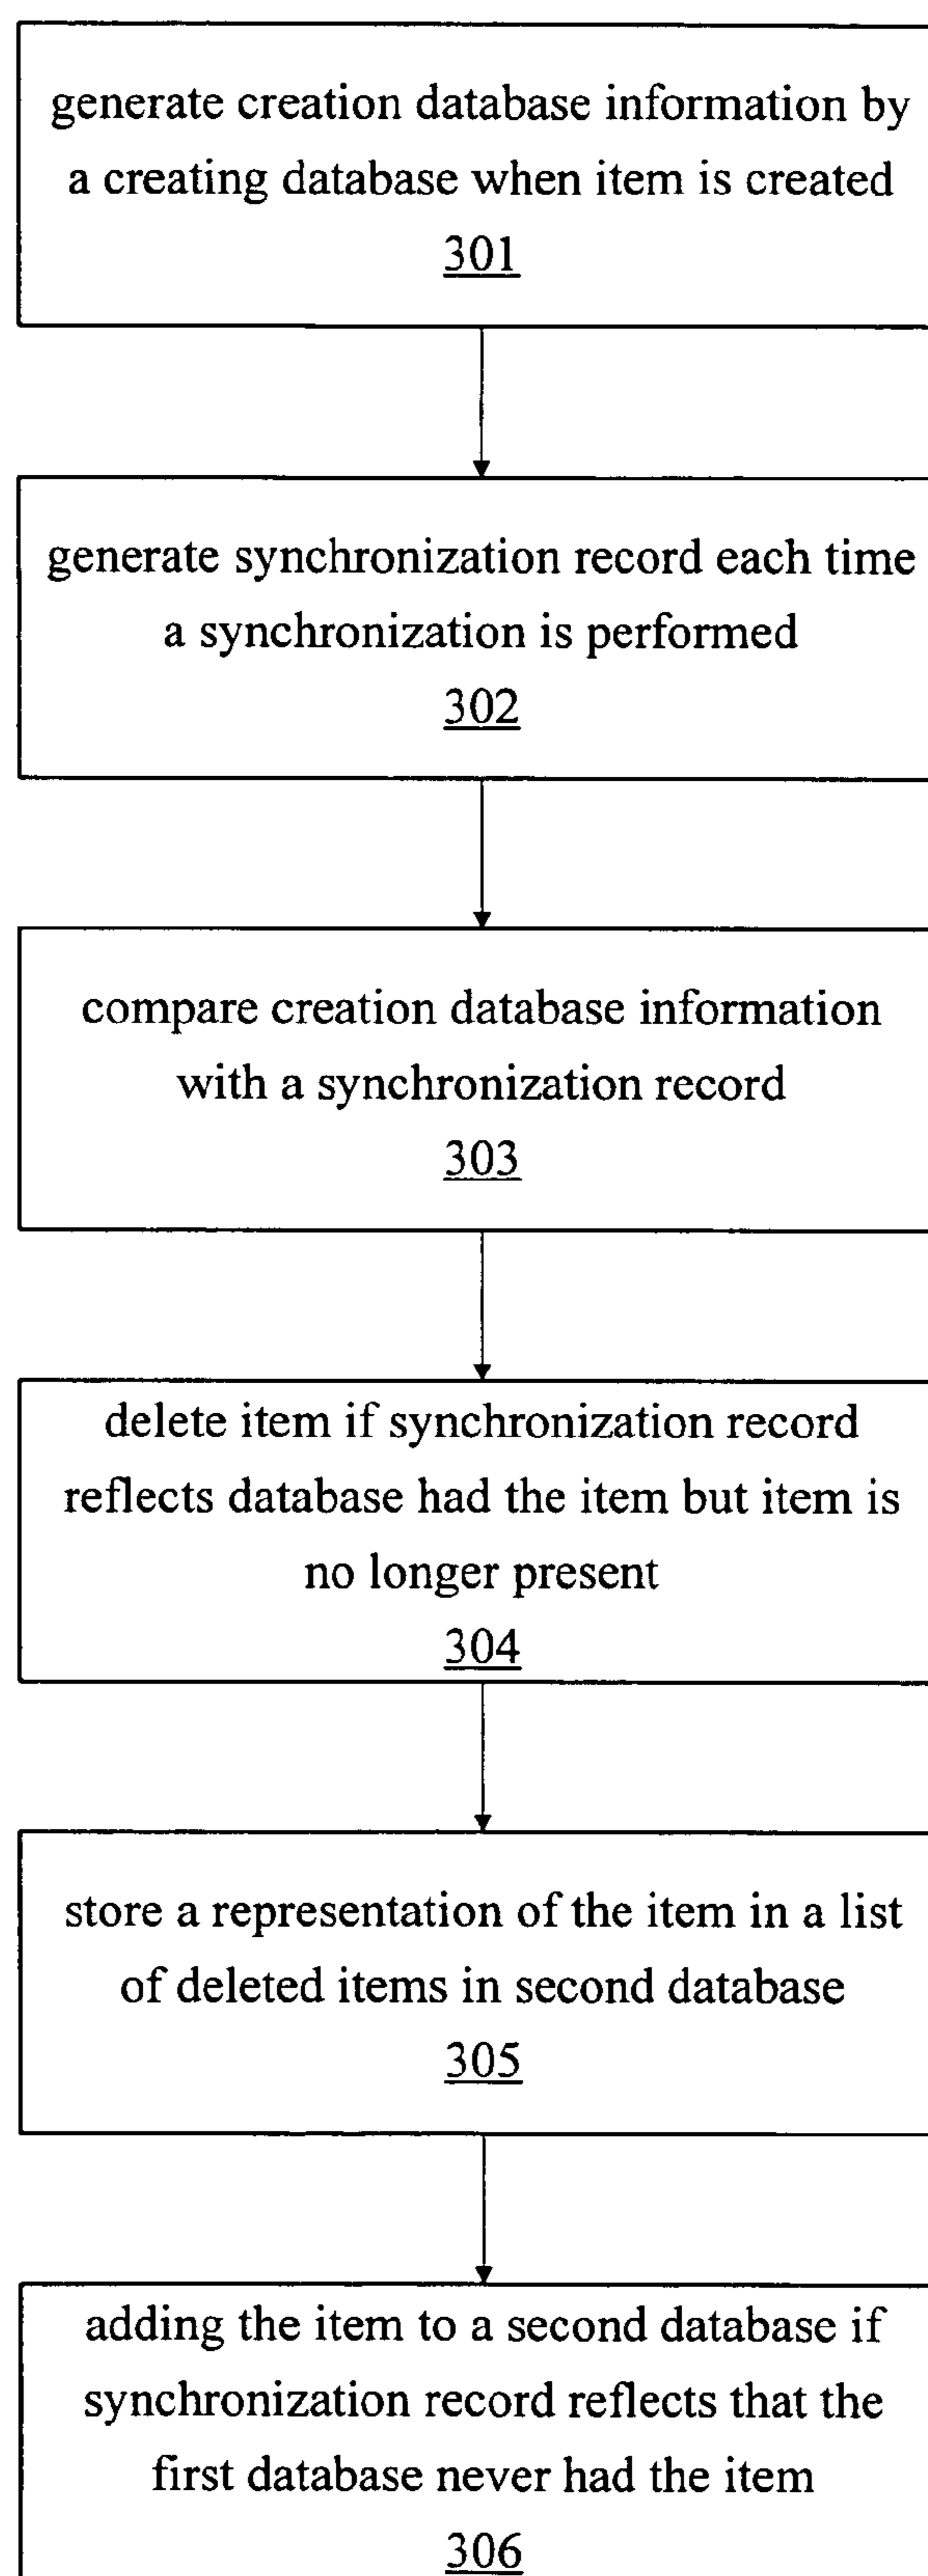 generate creation database information by
a creating database when item is created
301
generate synchronization record each time
a synchronization is performed
302
compare creation database information
with a synchronization record
303
delete item if synchronization record
reflects database had the item but item is
no longer present
304
store a representation of the item in a list
of deleted items in second database
305
adding the item to a second database if
synchronization record reflects that the
first database never had the item
306